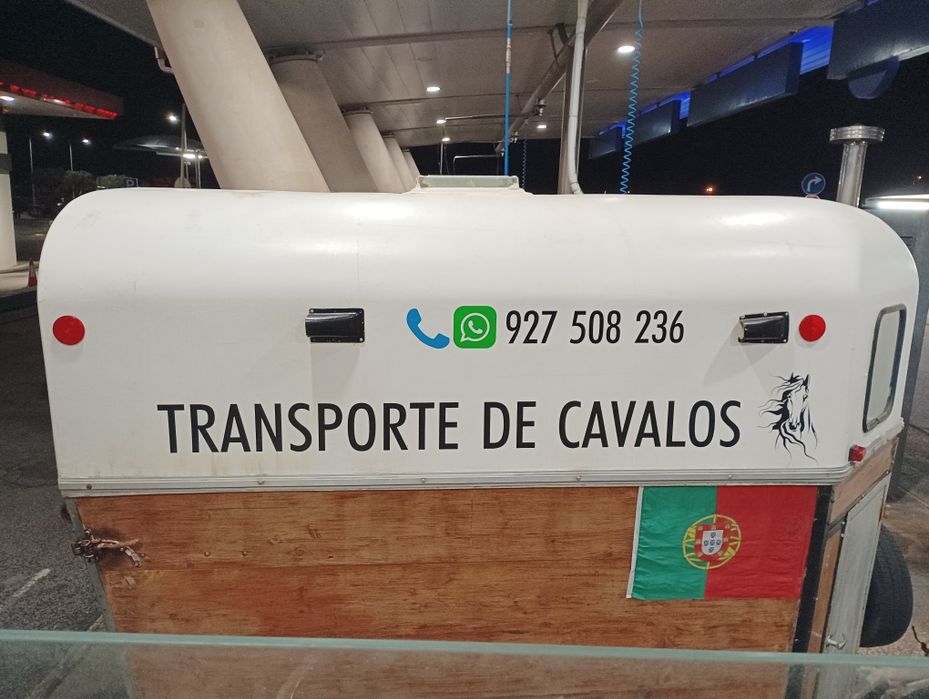 927 508 236
TRANSPORTE DE CAVALOS
P